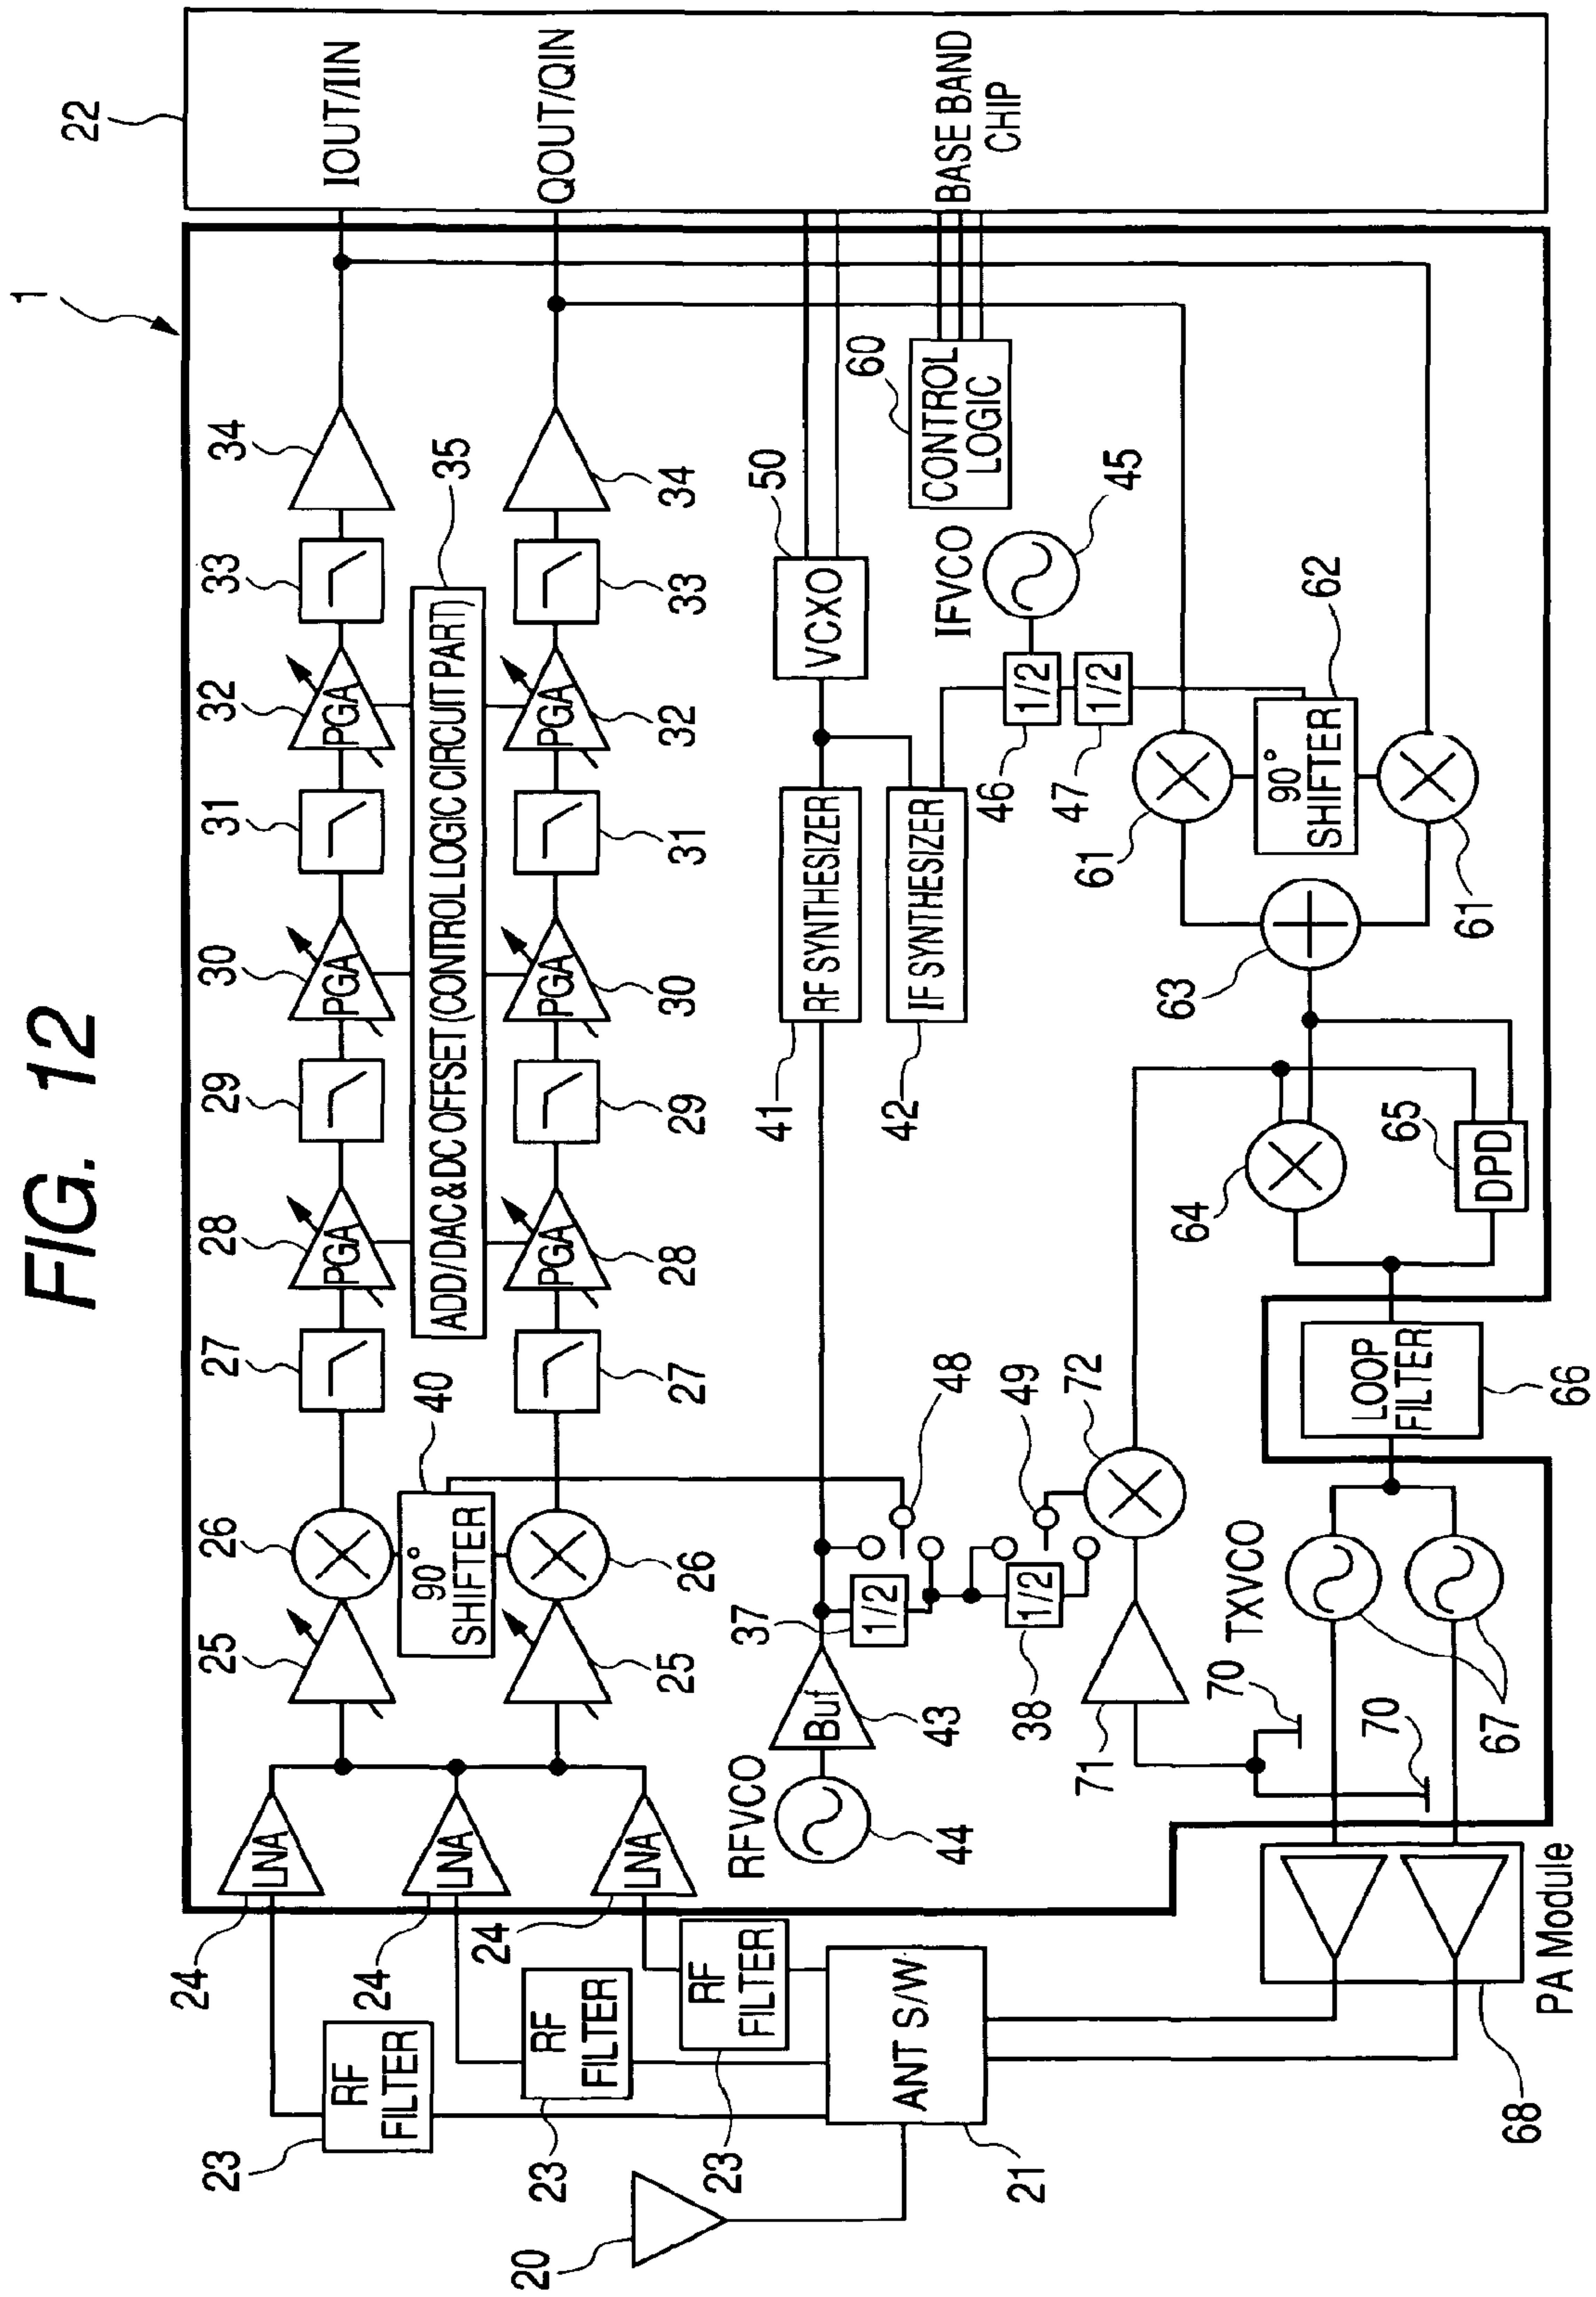 FIG. 12
1
22
IOUT/IIN
QOUT/QIN
BASE BAND
CHIP
23
RF
FILTER
24
LNA
25
26
27
28
PGA
29
30
PGA
31
32
PGA
33
34
40
90°
SHIFTER
35
ADD/DAC & DC OFFSET (CONTROL LOGIC CIRCUIT PART)
24
LNA
23
RF
FILTER
25
26
27
28
PGA
29
30
PGA
31
32
PGA
33
34
24
LNA
23
RF
FILTER
20
21
ANT S/W
RFVCO
44
Buf
43
37
1/2
38
1/2
48
49
41
RF SYNTHESIZER
42
IF SYNTHESIZER
50
VCXO
60
CONTROL
LOGIC
IFVCO
45
46
1/2
47
1/2
71
72
61
62
90°
SHIFTER
61
63
64
65
DPD
70
70
TXVCO
67
LOOP
FILTER
66
68
PA Module